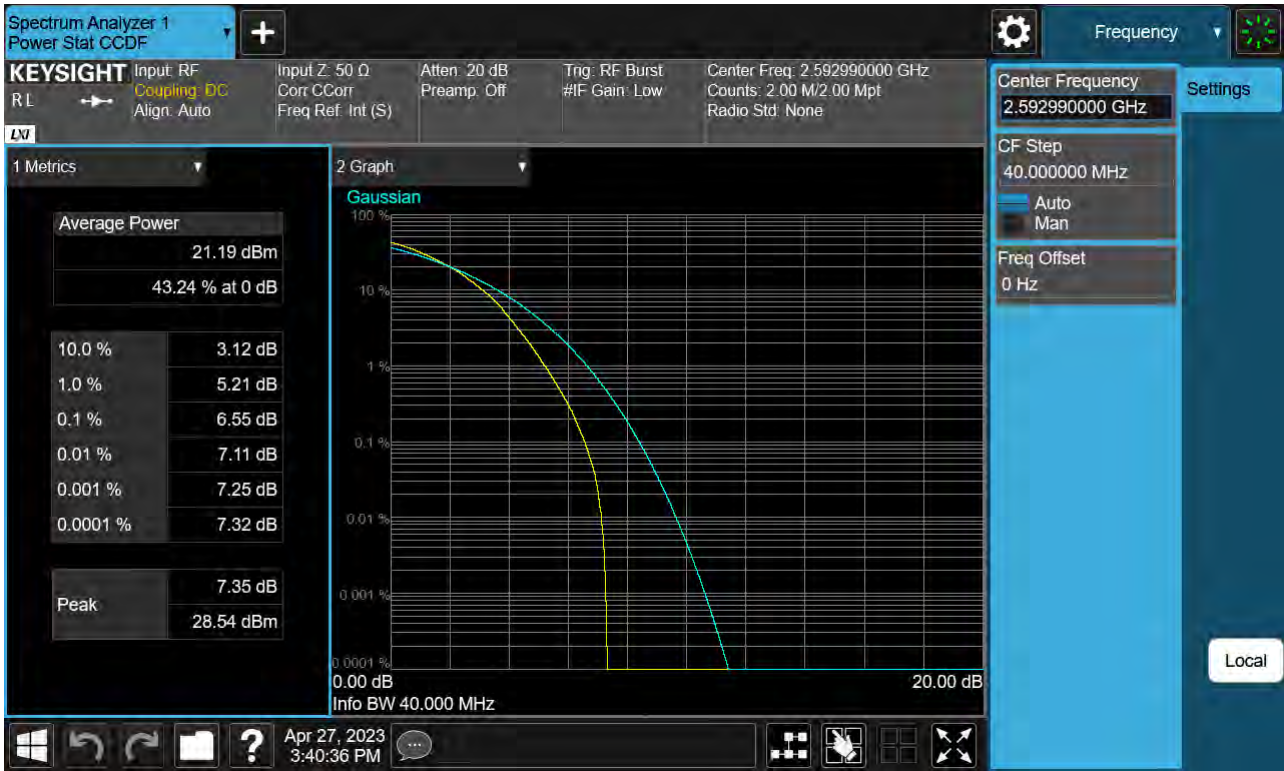 Spectrum Analyzer 1
Power Stat CCDF
Frequency
KEYSIGHT
RL
LXI
Input: RF
Coupling: DC
Align: Auto
Input Z: 50 Ω
Corr CCorr
Freq Ref: Int (S)
Atten: 20 dB
Preamp: Off
Trig: RF Burst
#IF Gain: Low
Center Freq: 2.592990000 GHz
Counts: 2.00 M/2.00 Mpt
Radio Std: None
Center Frequency
2.592990000 GHz
Settings
CF Step
40.000000 MHz
Auto
Man
Freq Offset
0 Hz
Local
1 Metrics
Average Power
21.19 dBm
43.24 % at 0 dB
10.0 % 3.12 dB
1.0 % 5.21 dB
0.1 % 6.55 dB
0.01 % 7.11 dB
0.001 % 7.25 dB
0.0001 % 7.32 dB
Peak
7.35 dB
28.54 dBm
2 Graph
Gaussian
100 %
10 %
1 %
0.1 %
0.01 %
0.001 %
0.0001 %
0.00 dB 20.00 dB
Info BW 40.000 MHz
?
Apr 27, 2023
3:40:36 PM